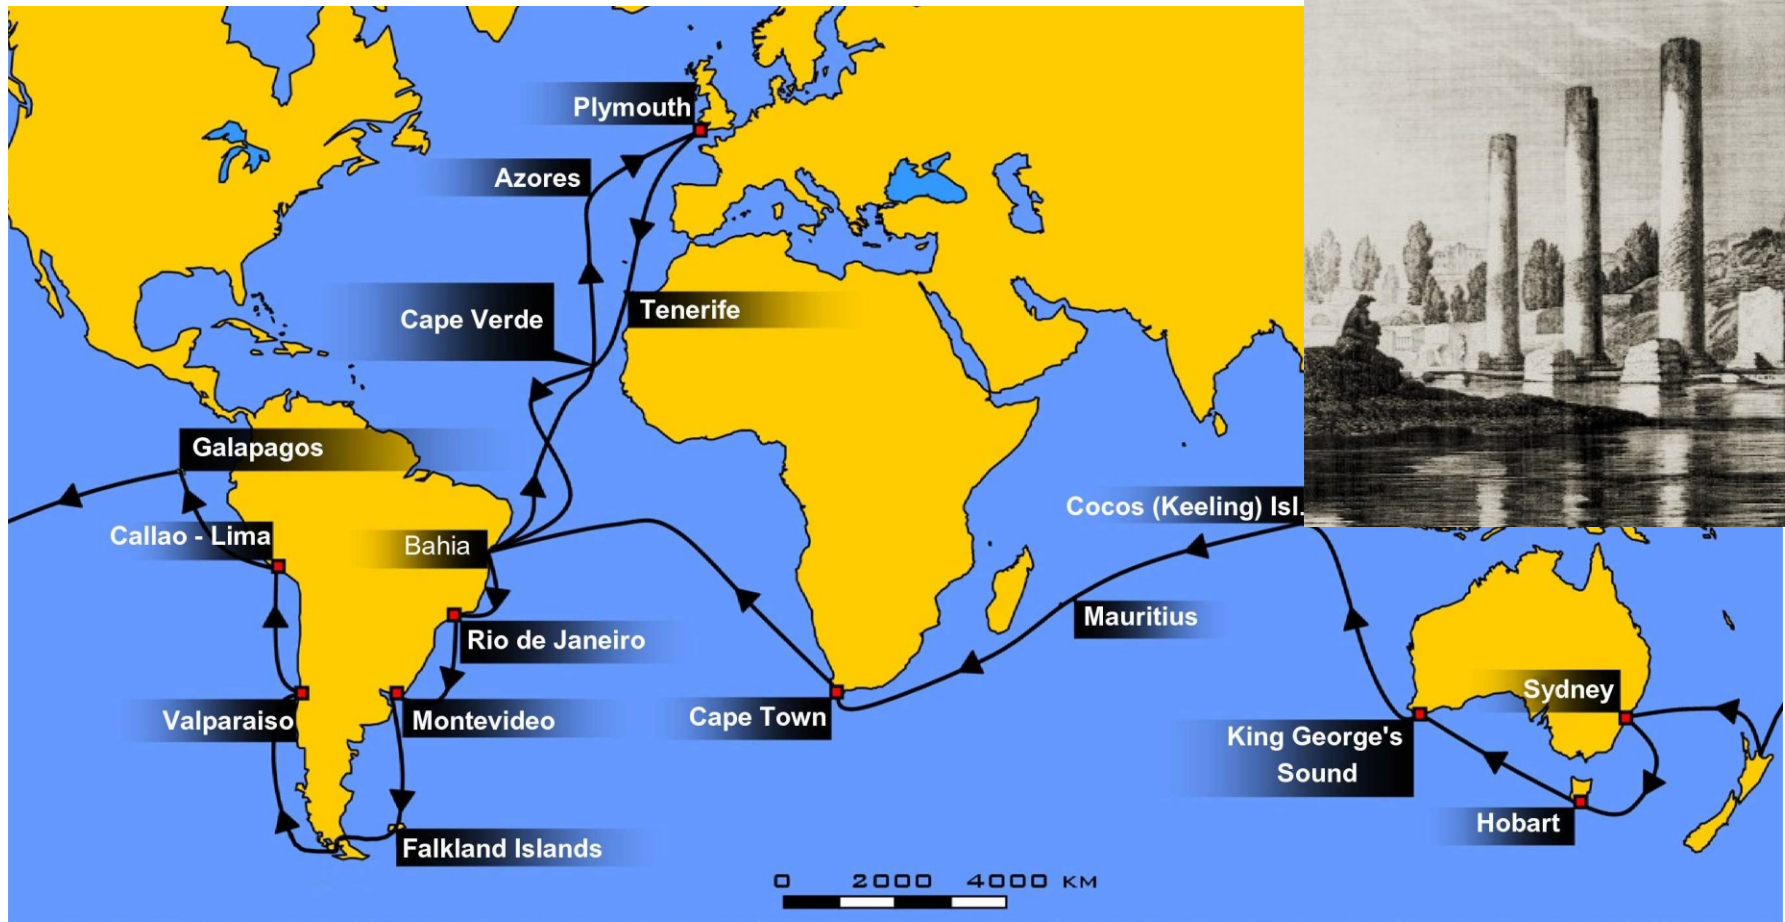 Plymouth
Azores
Cape Verde
Tenerife
Galapagos
Cocos (Keeling) Isl.
Callao - Lima
Bahia
Mauritius
Rio de Janeiro
Sydney
Valparaiso
Montevideo
Cape Town
King George's
Sound
Hobart
Falkland Islands
0 2000 4000 KM